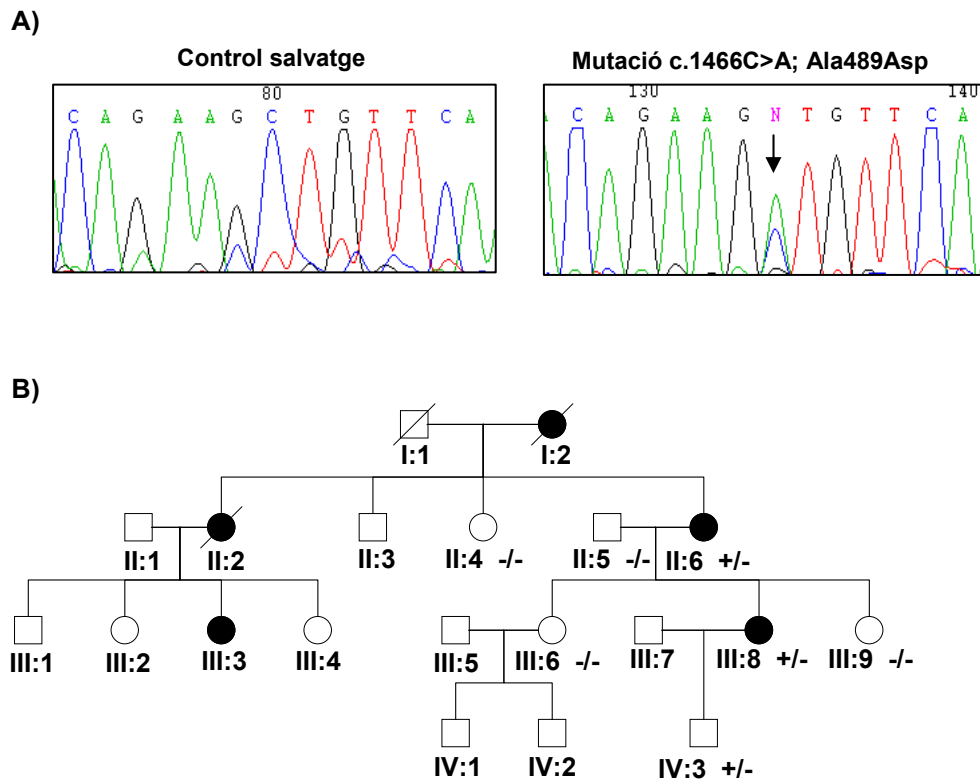 A)
Control salvatge
Mutació c.1466C>A; Ala489Asp
80
C A G A A G C T G T T C A
130 140
C A G A A G N T G T T C A
B)
I:1 I:2
II:1 II:2 II:3 II:4 -/- II:5 -/- II:6 +/-
III:1 III:2 III:3 III:4 III:5 III:6 -/- III:7 III:8 +/- III:9 -/-
IV:1 IV:2 IV:3 +/-